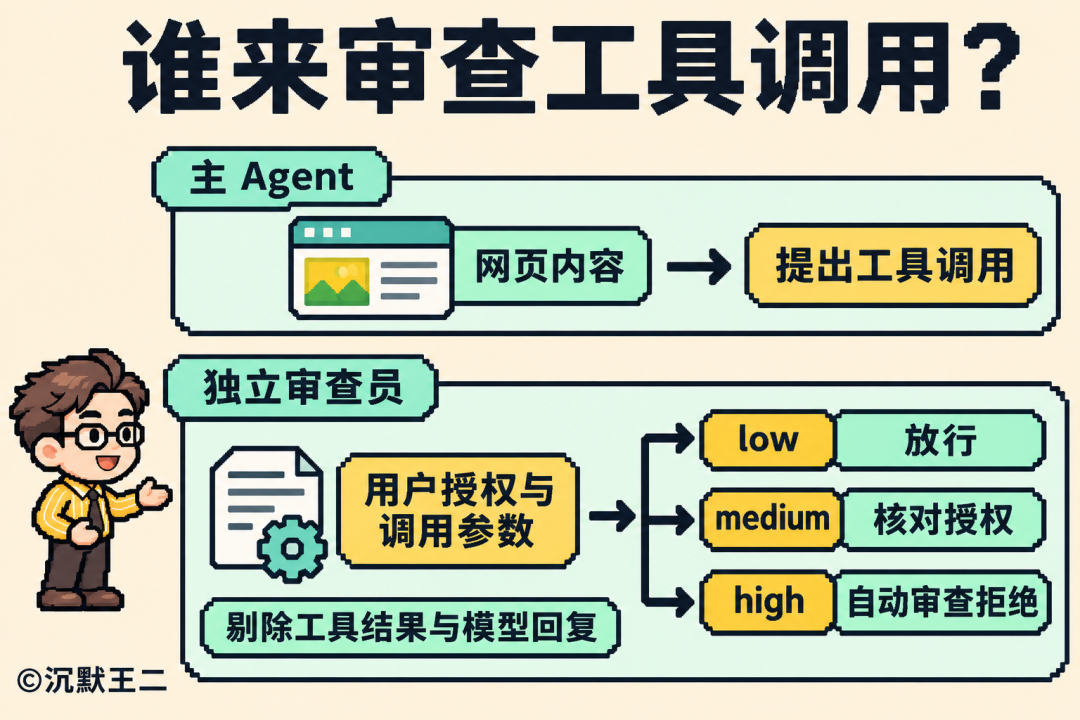 谁来审查工具调用？
主 Agent
网页内容
提出工具调用
独立审查员
用户授权与
调用参数
剔除工具结果与模型回复
low
放行
medium
核对授权
high
自动审查拒绝
©沉默王二